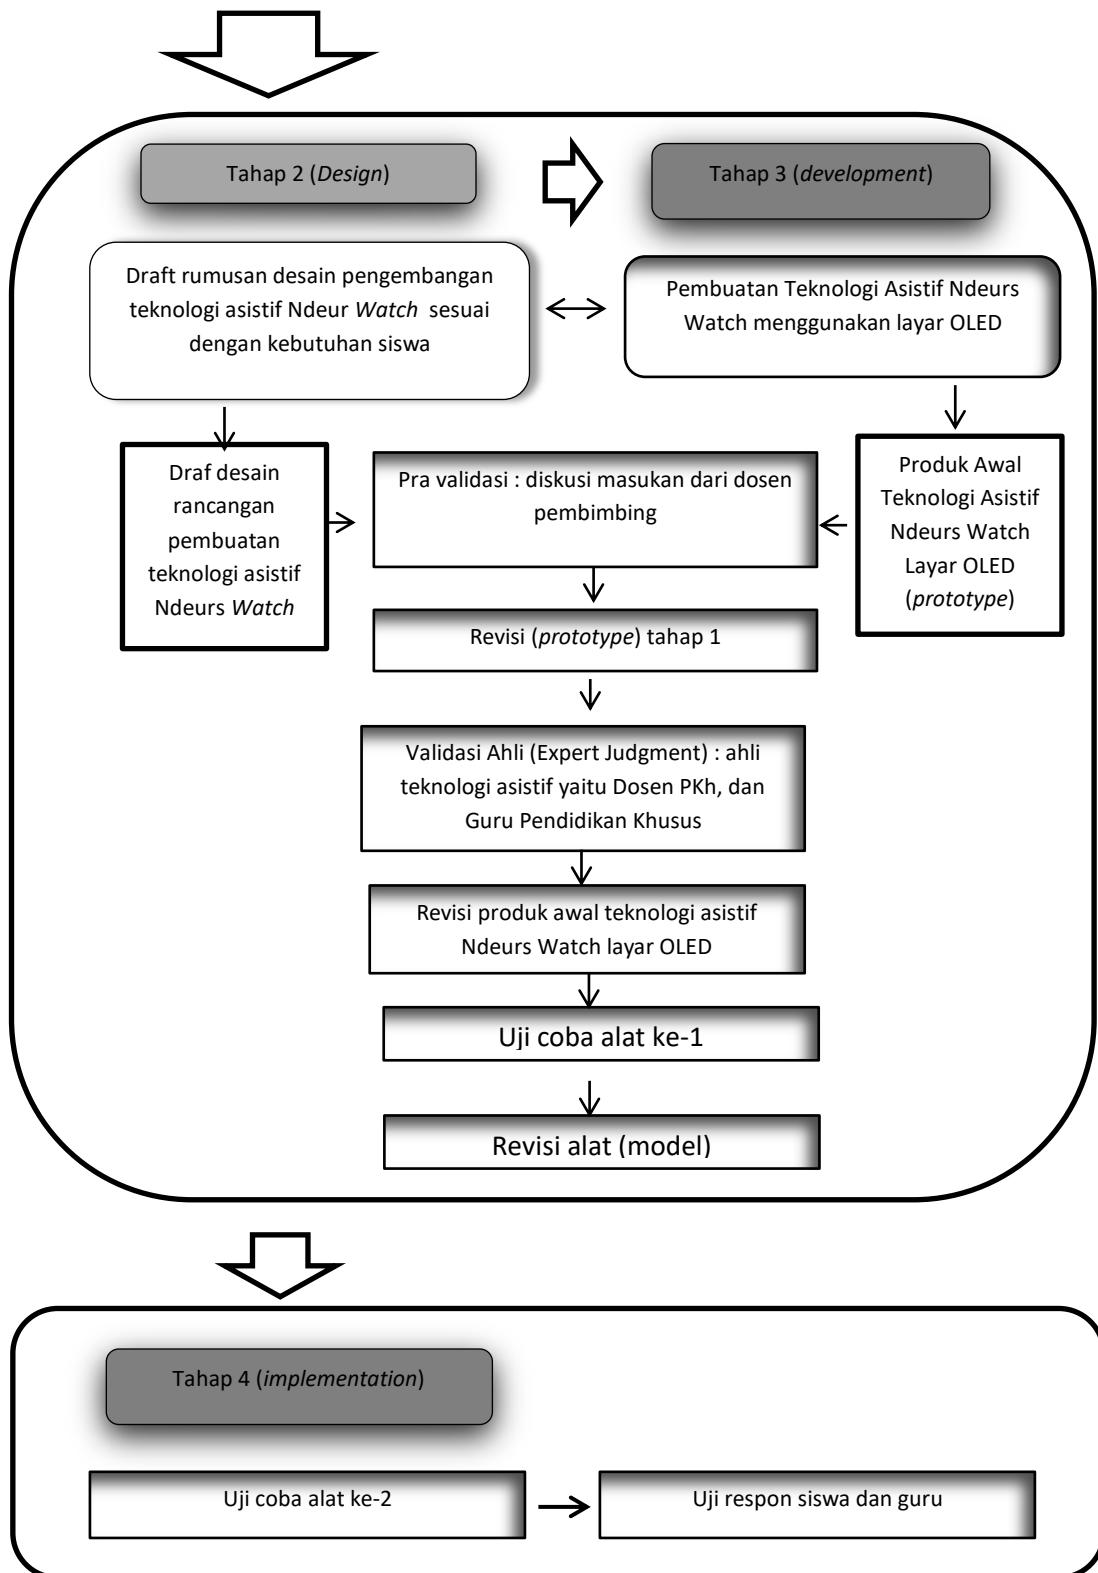 Tahap 2 (Design)
Tahap 3 (development)
Draft rumusan desain pengembangan
teknologi asistif Ndeur Watch sesuai
dengan kebutuhan siswa
Pembuatan Teknologi Asistif Ndeurs
Watch menggunakan layar OLED
Draf desain
rancangan
pembuatan
teknologi asistif
Ndeurs Watch
Pra validasi : diskusi masukan dari dosen
pembimbing
Produk Awal
Teknologi Asistif
Ndeurs Watch
Layar OLED
(prototype)
Revisi (prototype) tahap 1
Validasi Ahli (Expert Judgment) : ahli
teknologi asistif yaitu Dosen PKh, dan
Guru Pendidikan Khusus
Revisi produk awal teknologi asistif
Ndeurs Watch layar OLED
Uji coba alat ke-1
Revisi alat (model)
Tahap 4 (implementation)
Uji coba alat ke-2
Uji respon siswa dan guru